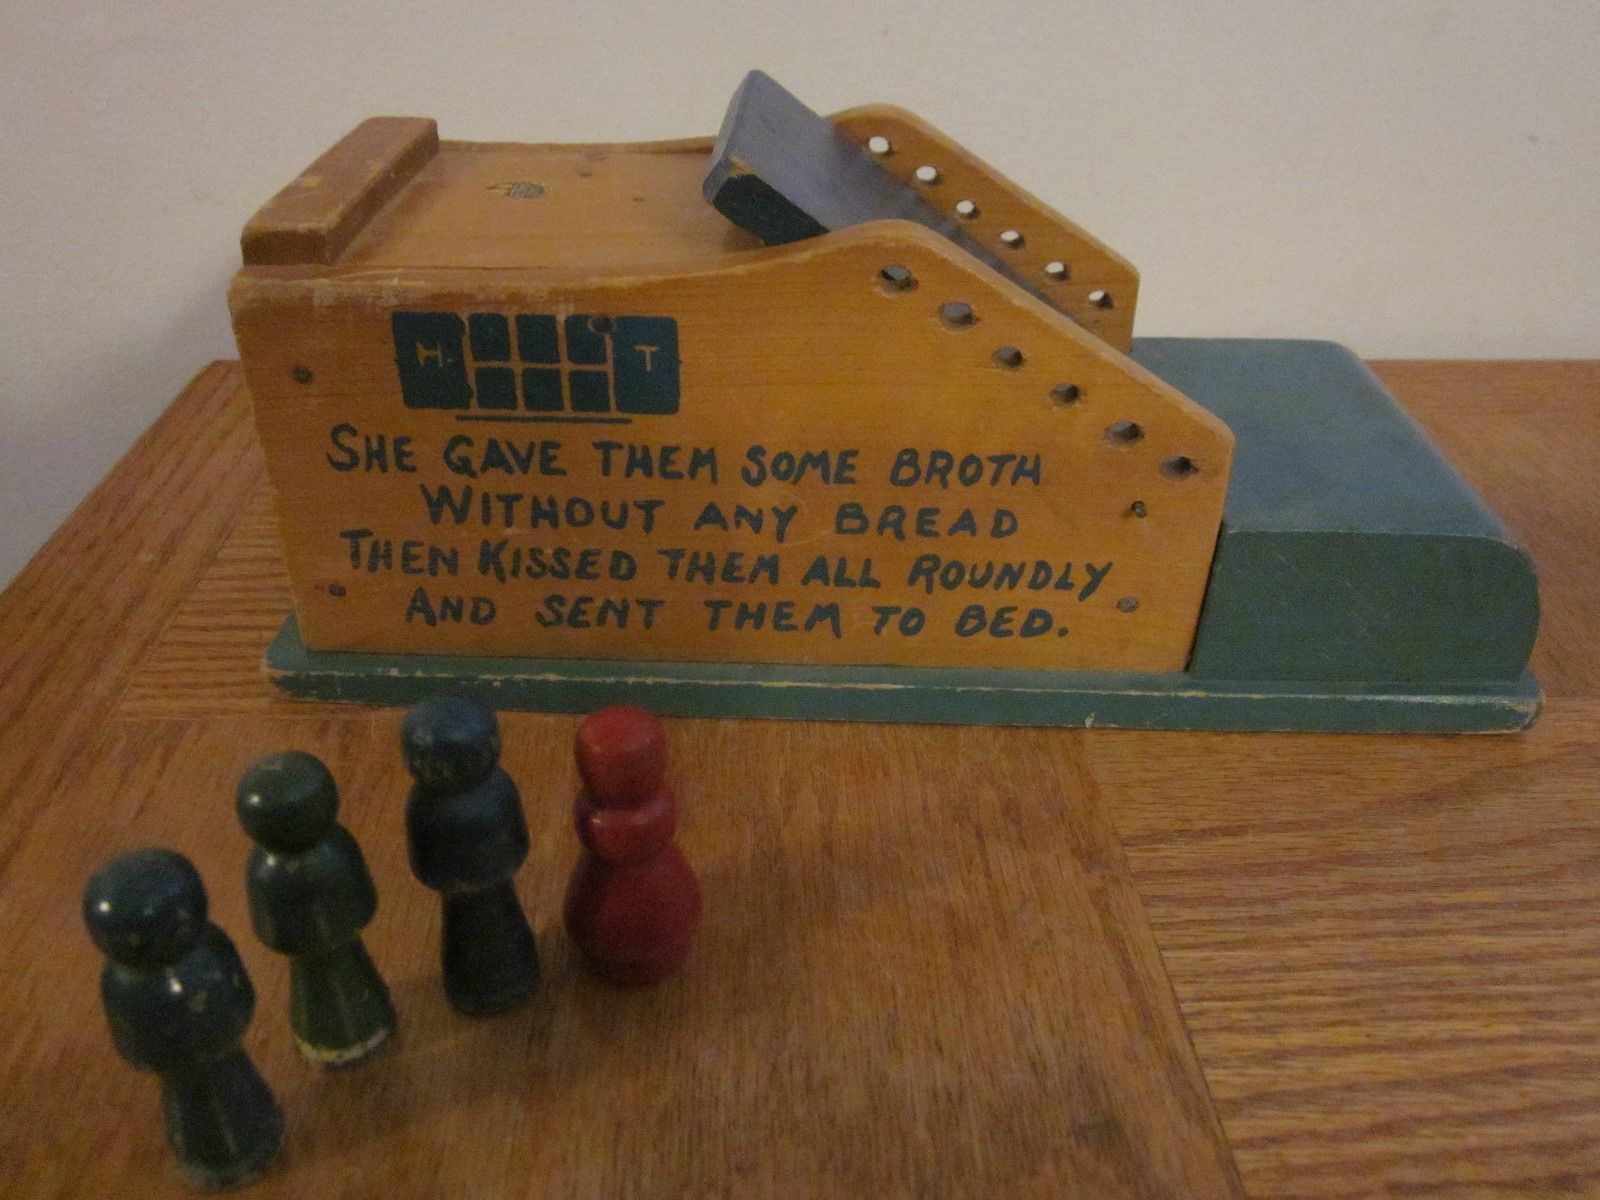 H T
SHE GAVE THEM SOME BROTH
WITHOUT ANY BREAD
THEN KISSED THEM ALL ROUNDLY
AND SENT THEM TO BED.